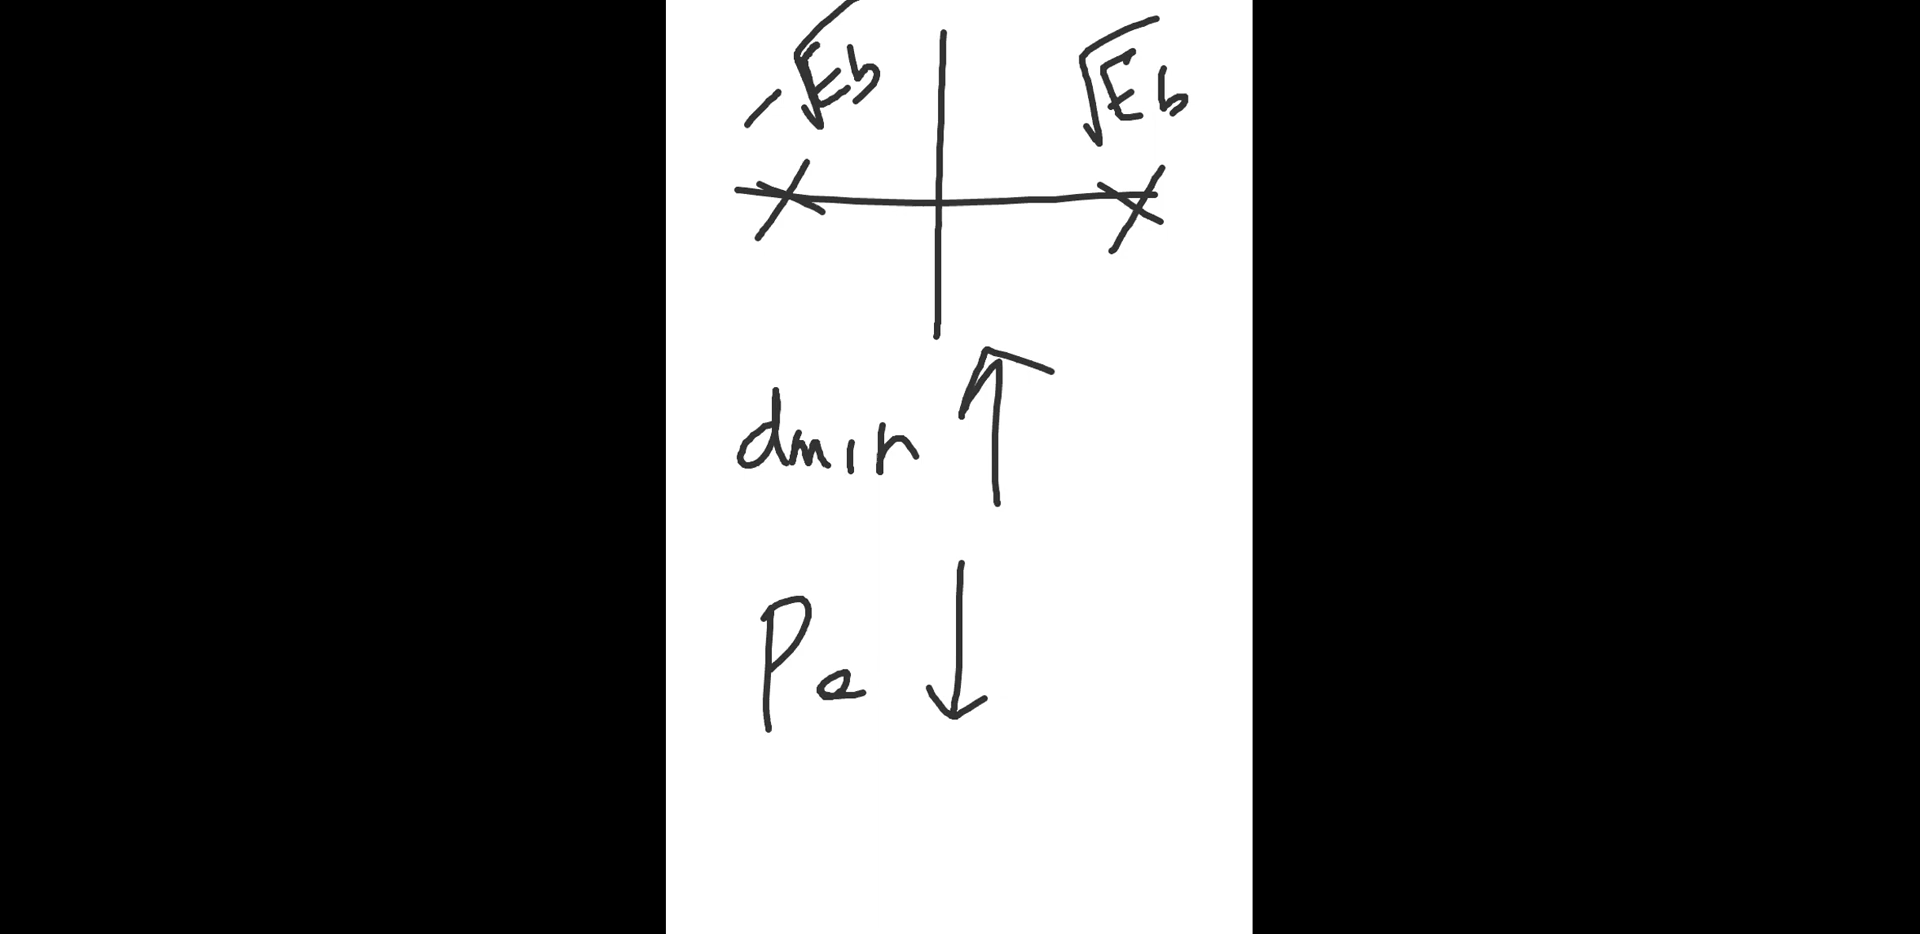 -√Eb √Eb
dmin ↑
Pe ↓